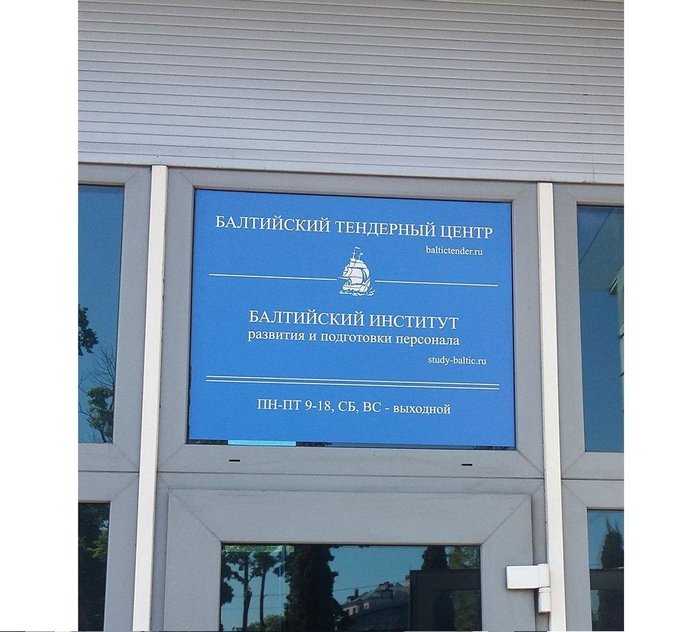 БАЛТИЙСКИЙ ТЕНДЕРНЫЙ ЦЕНТР
baltictender.ru
БАЛТИЙСКИЙ ИНСТИТУТ
развития и подготовки персонала
study-baltic.ru
ПН-ПТ 9-18, СБ, ВС - выходной